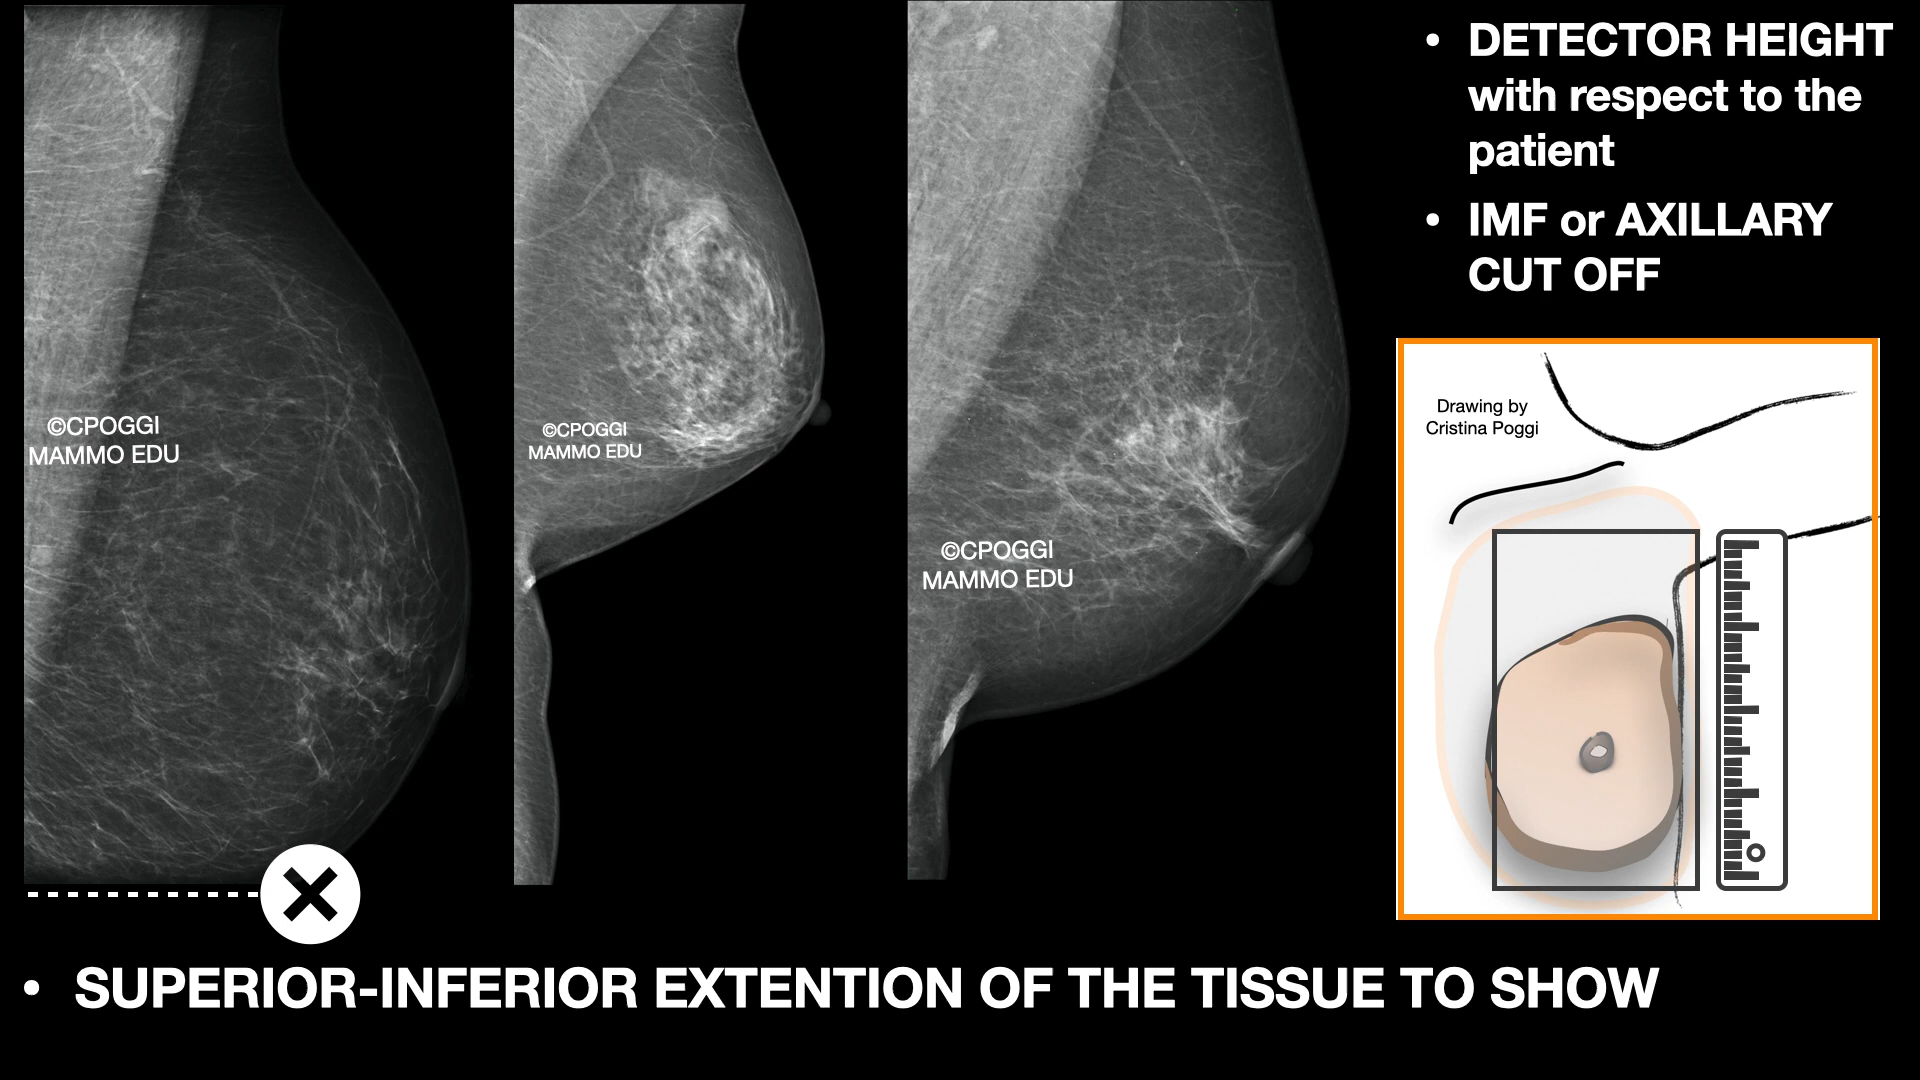 ©CPOGGI
MAMMO EDU
©CPOGGI
MAMMO EDU
©CPOGGI
MAMMO EDU
• DETECTOR HEIGHT
with respect to the
patient
• IMF or AXILLARY
CUT OFF
Drawing by
Cristina Poggi
• SUPERIOR-INFERIOR EXTENTION OF THE TISSUE TO SHOW